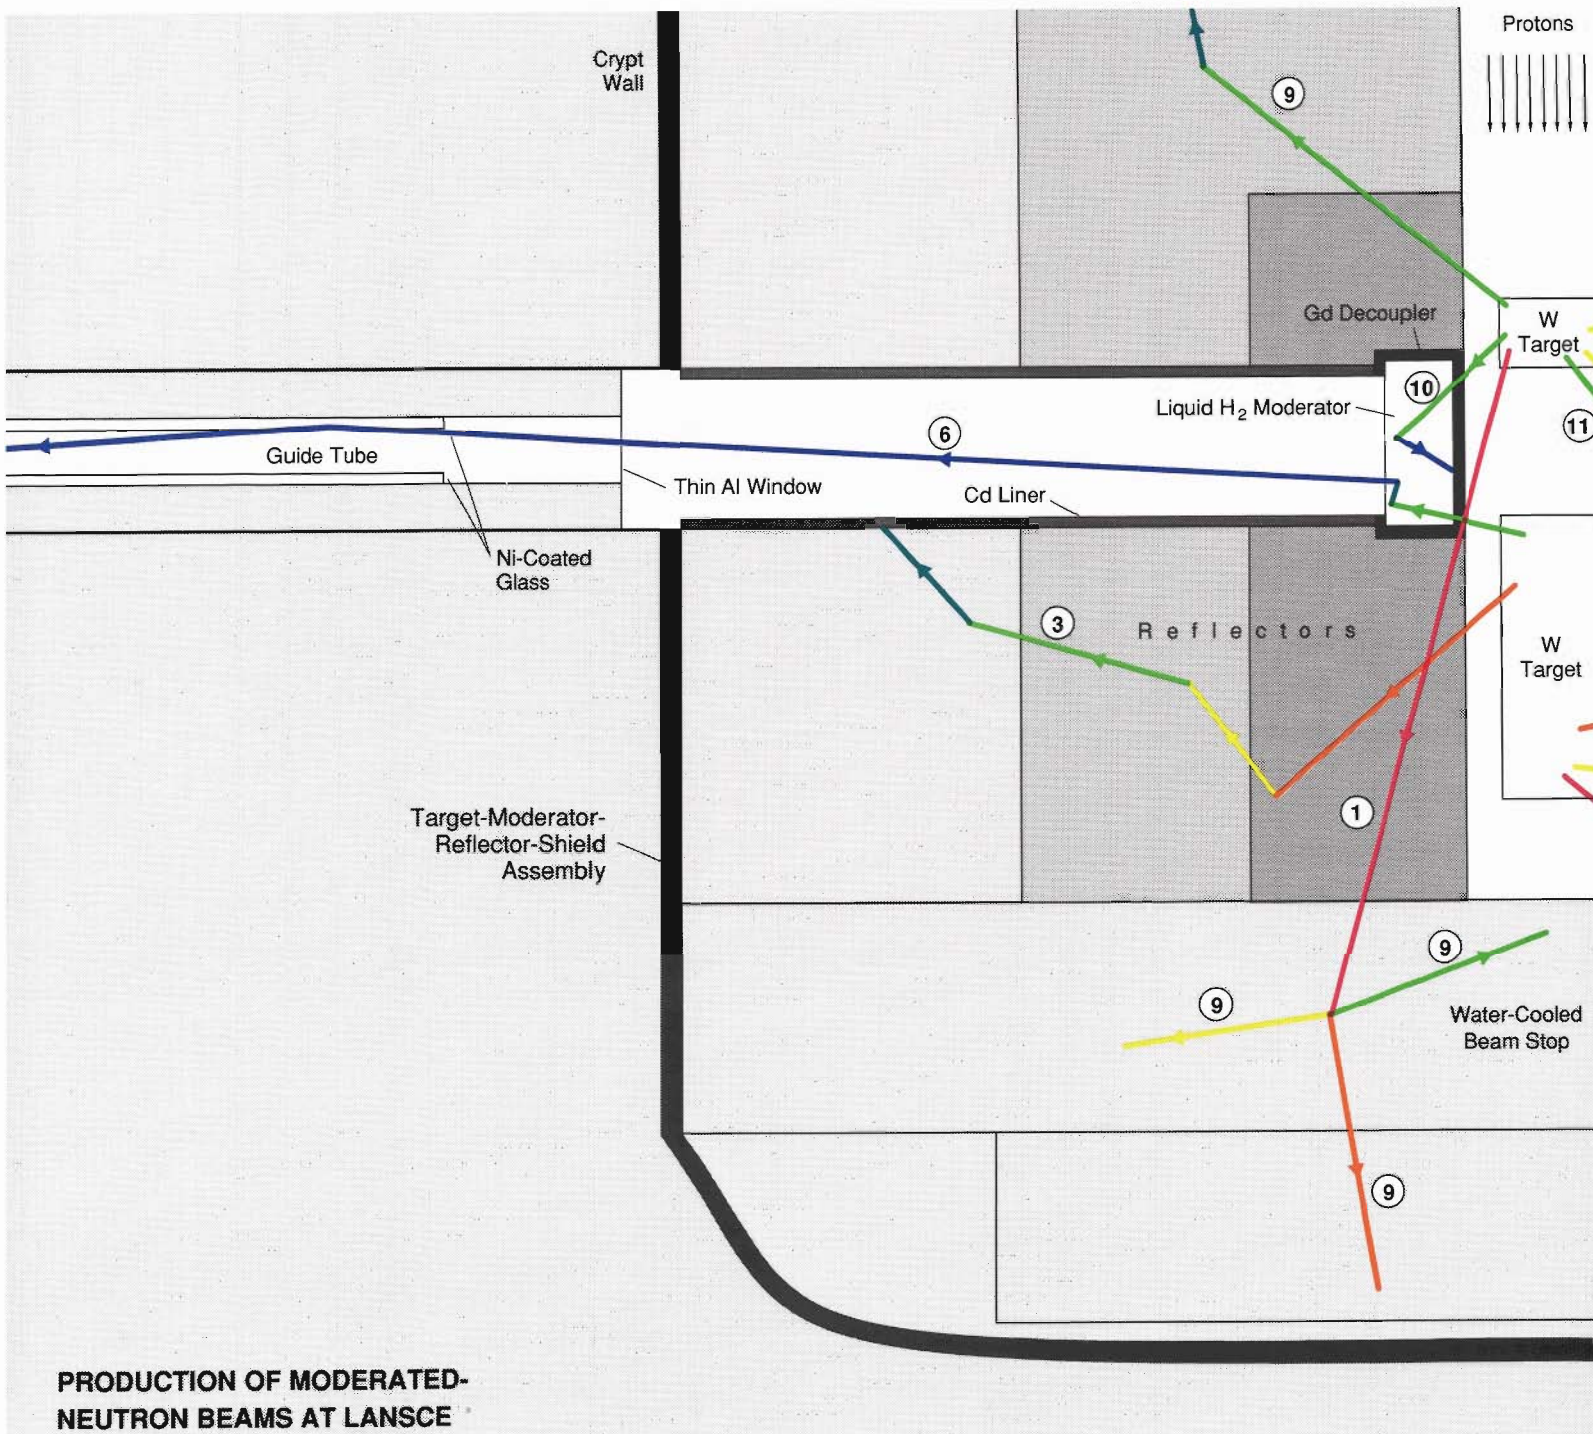 Protons
Crypt
Wall
9
Gd Decoupler
W
Target
10
Liquid H₂ Moderator
11
6
Guide Tube
Thin Al Window
Cd Liner
Ni-Coated
Glass
3
Reflectors
W
Target
Target-Moderator-
Reflector-Shield
Assembly
1
9
9
Water-Cooled
Beam Stop
9
PRODUCTION OF MODERATED-
NEUTRON BEAMS AT LANSCE